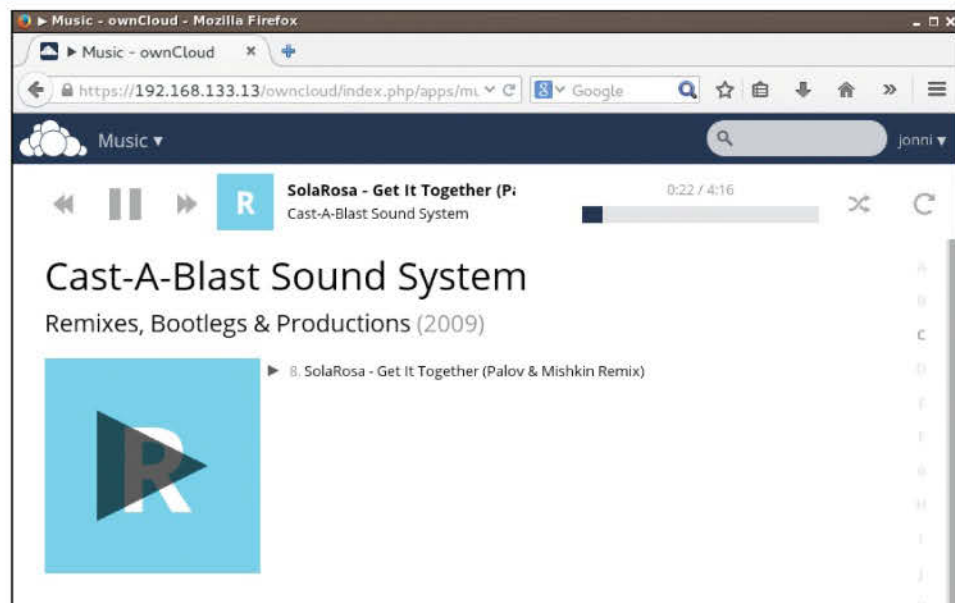 ▶ Music - ownCloud - Mozilla Firefox
▶ Music - ownCloud
https://192.168.133.13/owncloud/index.php/apps/mu
8
Google
Music ▾
jonni ▾
R
SolaRosa - Get It Together (Pa
Cast-A-Blast Sound System
0:22 / 4:16
Cast-A-Blast Sound System
Remixes, Bootlegs & Productions (2009)
R
8. SolaRosa - Get It Together (Palov & Mishkin Remix)
A
B
C
D
E
F
G
H
I
J